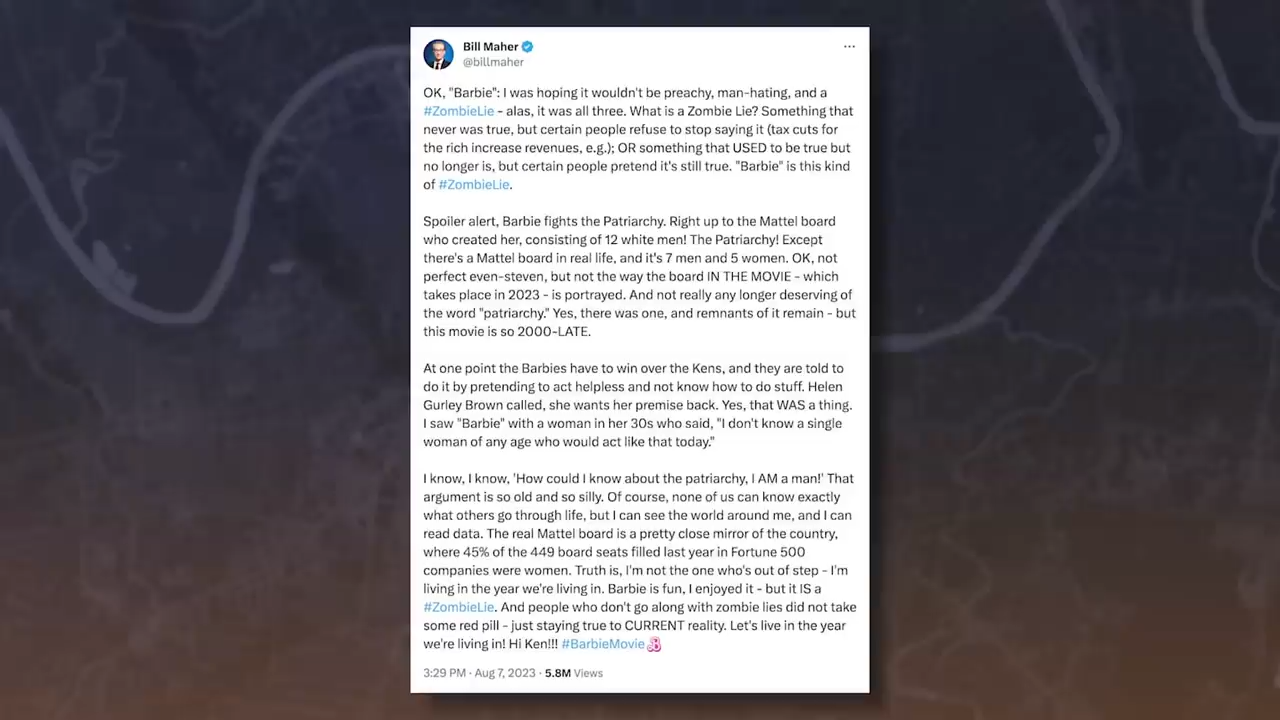 Bill Maher
@billmaher
OK, "Barbie": I was hoping it wouldn't be preachy, man-hating, and a
#ZombieLie - alas, it was all three. What is a Zombie Lie? Something that
never was true, but certain people refuse to stop saying it (tax cuts for
the rich increase revenues, e.g.); OR something that USED to be true but
no longer is, but certain people pretend it's still true. "Barbie" is this kind
of #ZombieLie.
Spoiler alert, Barbie fights the Patriarchy. Right up to the Mattel board
who created her, consisting of 12 white men! The Patriarchy! Except
there's a Mattel board in real life, and it's 7 men and 5 women. OK, not
perfect even-steven, but not the way the board IN THE MOVIE - which
takes place in 2023 - is portrayed. And not really any longer deserving of
the word "patriarchy." Yes, there was one, and remnants of it remain - but
this movie is so 2000-LATE.
At one point the Barbies have to win over the Kens, and they are told to
do it by pretending to act helpless and not know how to do stuff. Helen
Gurley Brown called, she wants her premise back. Yes, that WAS a thing.
I saw "Barbie" with a woman in her 30s who said, "I don't know a single
woman of any age who would act like that today."
I know, I know, 'How could I know about the patriarchy, I AM a man!' That
argument is so old and so silly. Of course, none of us can know exactly
what others go through life, but I can see the world around me, and I can
read data. The real Mattel board is a pretty close mirror of the country,
where 45% of the 449 board seats filled last year in Fortune 500
companies were women. Truth is, I'm not the one who's out of step - I'm
living in the year we're living in. Barbie is fun, I enjoyed it - but it IS a
#ZombieLie. And people who don't go along with zombie lies did not take
some red pill - just staying true to CURRENT reality. Let's live in the year
we're living in! Hi Ken!!! #BarbieMovie
3:29 PM · Aug 7, 2023 · 5.8M Views